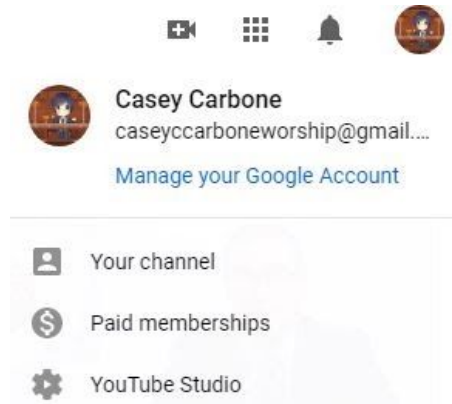 Casey Carbone
caseyccarboneworship@gmail....
Manage your Google Account
Your channel
Paid memberships
YouTube Studio